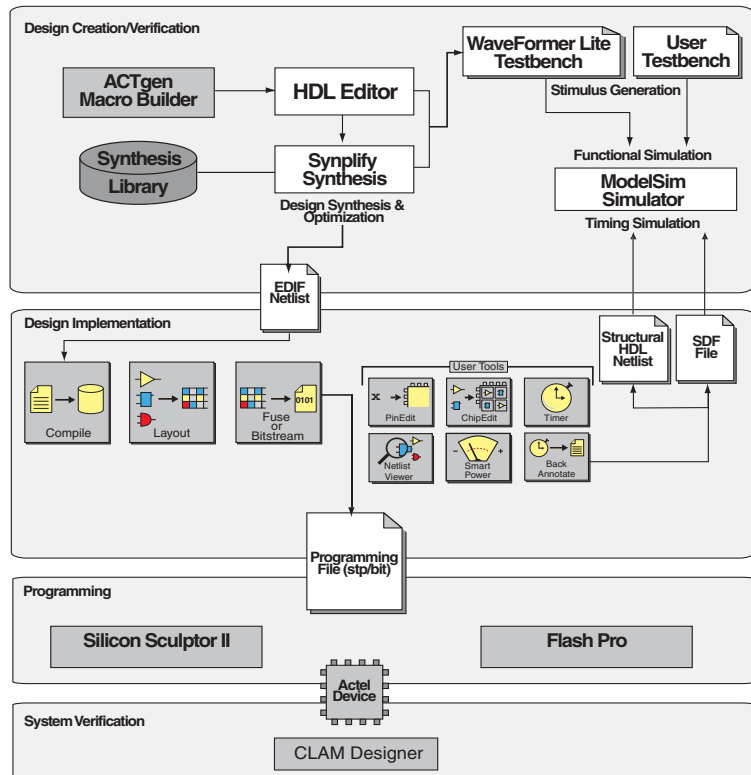 Design Creation/Verification
WaveFormer Lite
Testbench
User
Testbench
ACTgen
Macro Builder
HDL Editor
Stimulus Generation
Synthesis
Library
Synplify
Synthesis
Functional Simulation
ModelSim
Simulator
Design Synthesis &
Optimization
Timing Simulation
EDIF
Netlist
Design Implementation
Structural
HDL
Netlist
SDF
File
User Tools
Compile
Layout
0101
Fuse
or
Bitstream
X
PinEdit
ChipEdit
Timer
Netlist
Viewer
− +
Smart
Power
Back
Annotate
Programming
File (stp/bit)
Programming
Silicon Sculptor II
Flash Pro
Actel
Device
System Verification
CLAM Designer